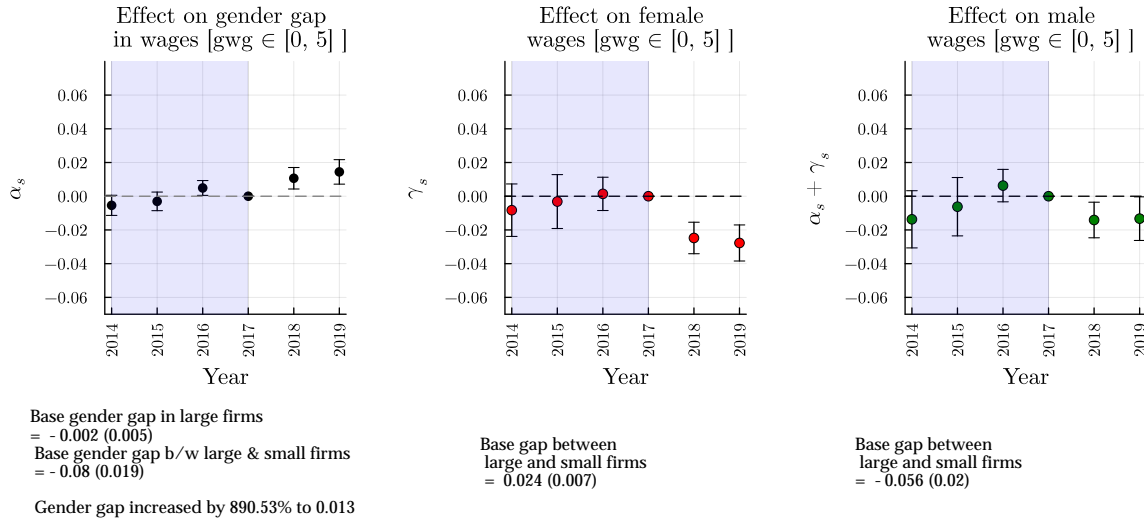 Effect on gender gap
in wages [gwg ∈ [0, 5] ]
0.06
0.04
0.02
0.00
−0.02
−0.04
−0.06
α_s
2014
2015
2016
2017
2018
2019
Year
Base gender gap in large firms
= - 0.002 (0.005)
Base gender gap b/w large & small firms
= - 0.08 (0.019)
Gender gap increased by 890.53% to 0.013
Effect on female
wages [gwg ∈ [0, 5] ]
0.06
0.04
0.02
0.00
−0.02
−0.04
−0.06
γ_s
2014
2015
2016
2017
2018
2019
Year
Base gap between
large and small firms
= 0.024 (0.007)
Effect on male
wages [gwg ∈ [0, 5] ]
0.06
0.04
0.02
0.00
−0.02
−0.04
−0.06
α_s + γ_s
2014
2015
2016
2017
2018
2019
Year
Base gap between
large and small firms
= - 0.056 (0.02)